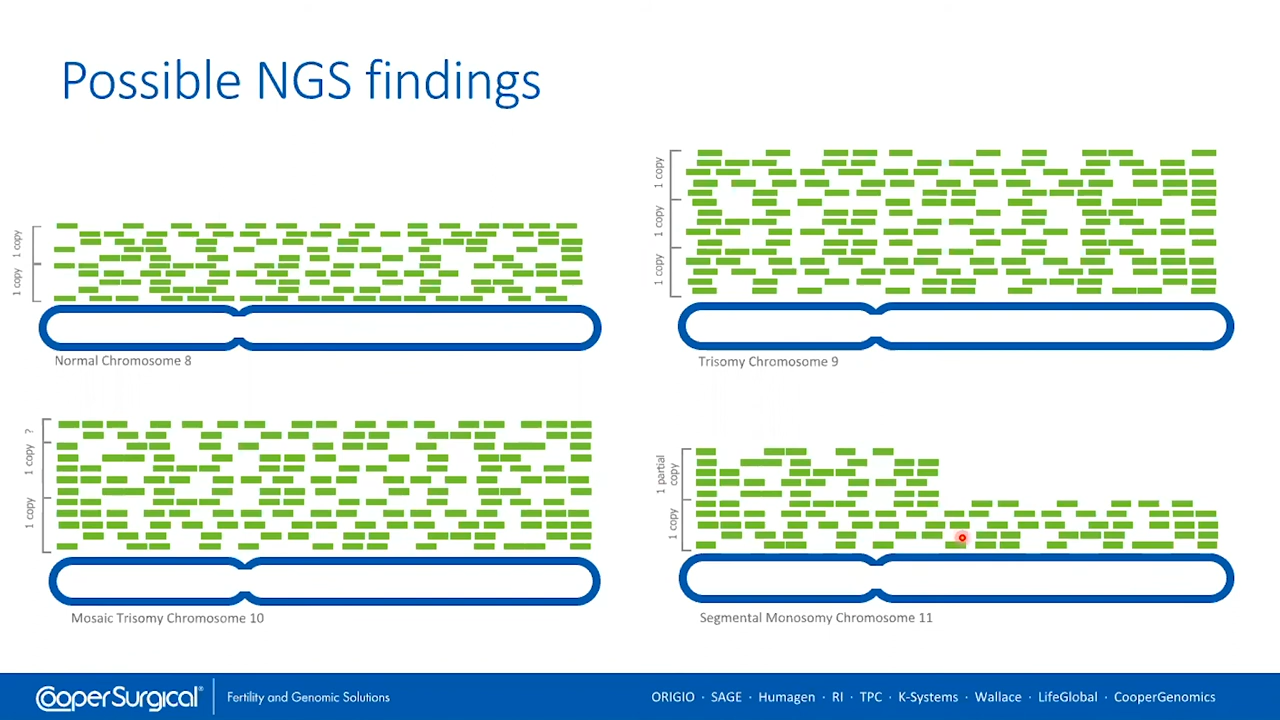 Possible NGS findings
1 copy
1 copy
Normal Chromosome 8
1 copy
1 copy
1 copy
Trisomy Chromosome 9
?
1 copy
1 copy
Mosaic Trisomy Chromosome 10
1 partial
copy
1 copy
Segmental Monosomy Chromosome 11
CooperSurgical®
Fertility and Genomic Solutions
ORIGIO · SAGE · Humagen · RI · TPC · K-Systems · Wallace · LifeGlobal · CooperGenomics